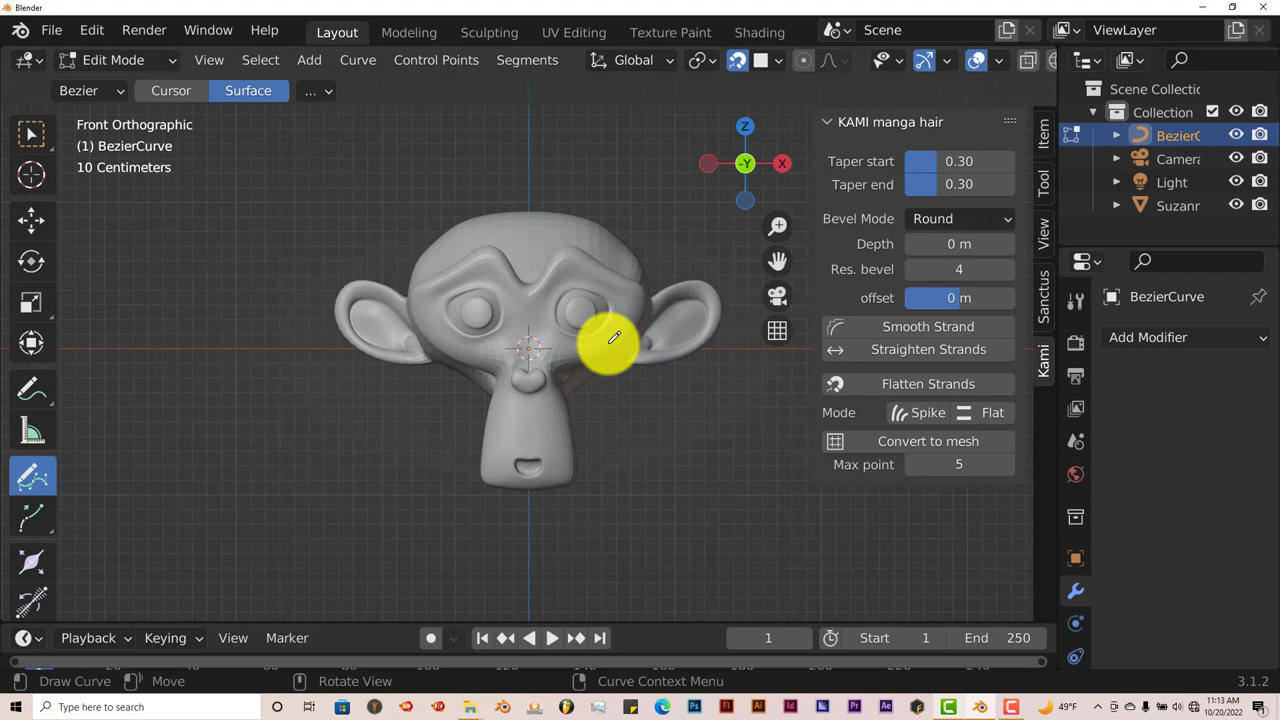 Blender
File Edit Render Window Help Layout Modeling Sculpting UV Editing Texture Paint Shading Scene ViewLayer
Edit Mode View Select Add Curve Control Points Segments Global
Bezier Cursor Surface ...
Front Orthographic
(1) BezierCurve
10 Centimeters
Z
-Y
X
KAMI manga hair
Taper start 0.30
Taper end 0.30
Bevel Mode Round
Depth 0 m
Res. bevel 4
offset 0 m
Smooth Strand
Straighten Strands
Flatten Strands
Mode Spike Flat
Convert to mesh
Max point 5
Item
Tool
View
Sanctus
Kami
Scene Collectic
Collection
BezierC
Camera
Light
Suzann
BezierCurve
Add Modifier
Playback Keying View Marker 1 Start 1 End 250
Draw Curve Move Rotate View Curve Context Menu 3.1.2
Type here to search
49°F
11:13 AM
10/20/2022